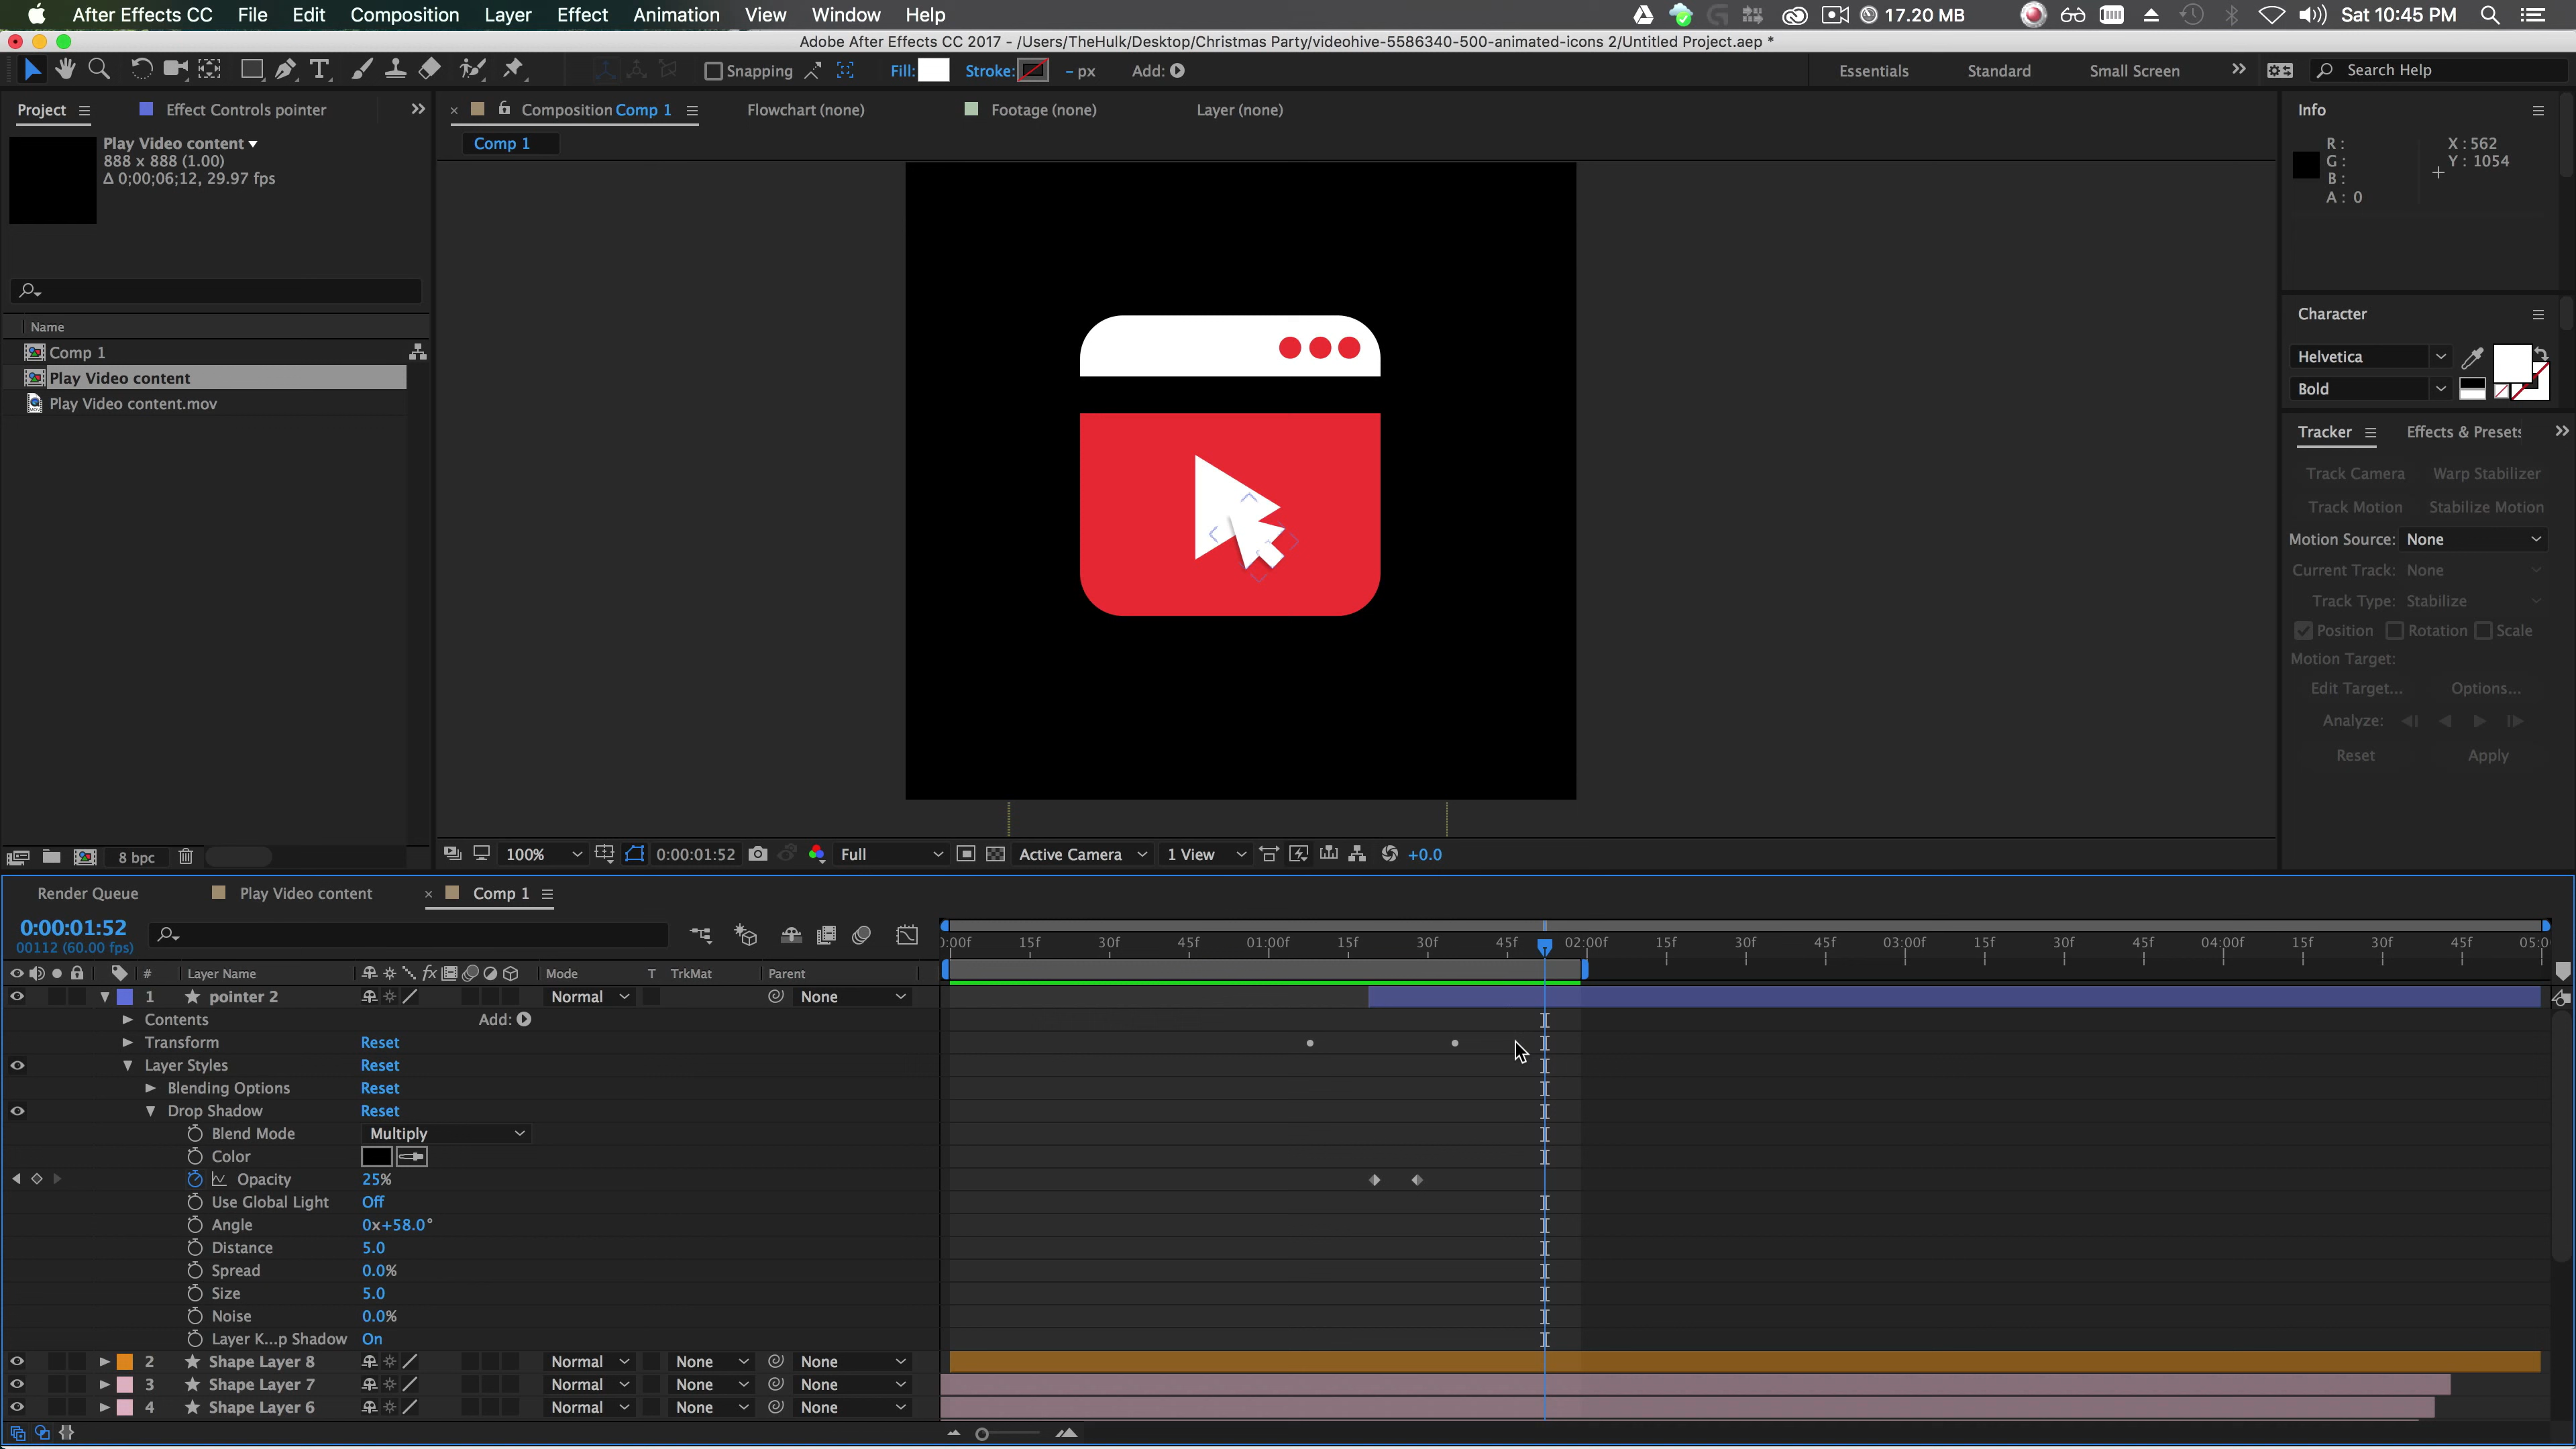 After Effects CC File Edit Composition Layer Effect Animation View Window Help 17.20 MB Sat 10:45 PM
Adobe After Effects CC 2017 - /Users/TheHulk/Desktop/Christmas Party/videohive-5586340-500-animated-icons 2/Untitled Project.aep *
Snapping Fill: Stroke: - px Add: Essentials Standard Small Screen Search Help
Project Effect Controls pointer Composition Comp 1 Flowchart (none) Footage (none) Layer (none) Info
Play Video content
888 x 888 (1.00)
Δ 0;00;06;12, 29.97 fps
Comp 1
R :
G :
B :
A : 0
X : 562
Y : 1054
Name
Comp 1
Play Video content
Play Video content.mov
Character
Helvetica
Bold
Tracker Effects & Presets
Track Camera Warp Stabilizer
Track Motion Stabilize Motion
Motion Source: None
Current Track: None
Track Type: Stabilize
Position Rotation Scale
Motion Target:
Edit Target... Options...
Analyze:
Reset Apply
8 bpc 100% 0:00:01:52 Full Active Camera 1 View +0.0
Render Queue Play Video content Comp 1
0:00:01:52
00112 (60.00 fps)
):00f 15f 30f 45f 01:00f 15f 30f 45f 02:00f 15f 30f 45f 03:00f 15f 30f 45f 04:00f 15f 30f 45f 05:0
# Layer Name Mode T TrkMat Parent
1 pointer 2 Normal None
Contents Add:
Transform Reset
Layer Styles Reset
Blending Options Reset
Drop Shadow Reset
Blend Mode Multiply
Color
Opacity 25%
Use Global Light Off
Angle 0x+58.0°
Distance 5.0
Spread 0.0%
Size 5.0
Noise 0.0%
Layer K...p Shadow On
2 Shape Layer 8 Normal None None
3 Shape Layer 7 Normal None None
4 Shape Layer 6 Normal None None